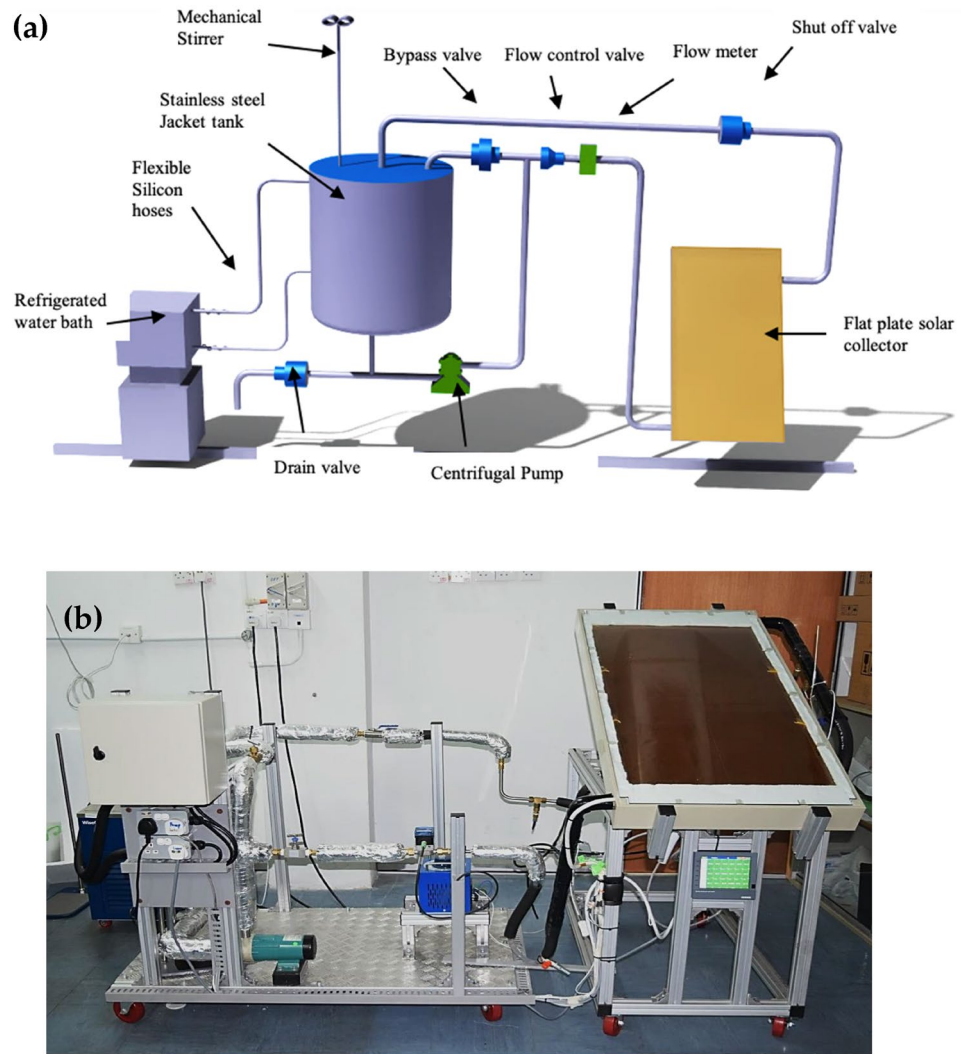 (a)
Mechanical
Stirrer
Shut off valve
Bypass valve
Flow control valve
Flow meter
Stainless steel
Jacket tank
Flexible
Silicon
hoses
Refrigerated
water bath
Flat plate solar
collector
Drain valve
Centrifugal Pump
(b)